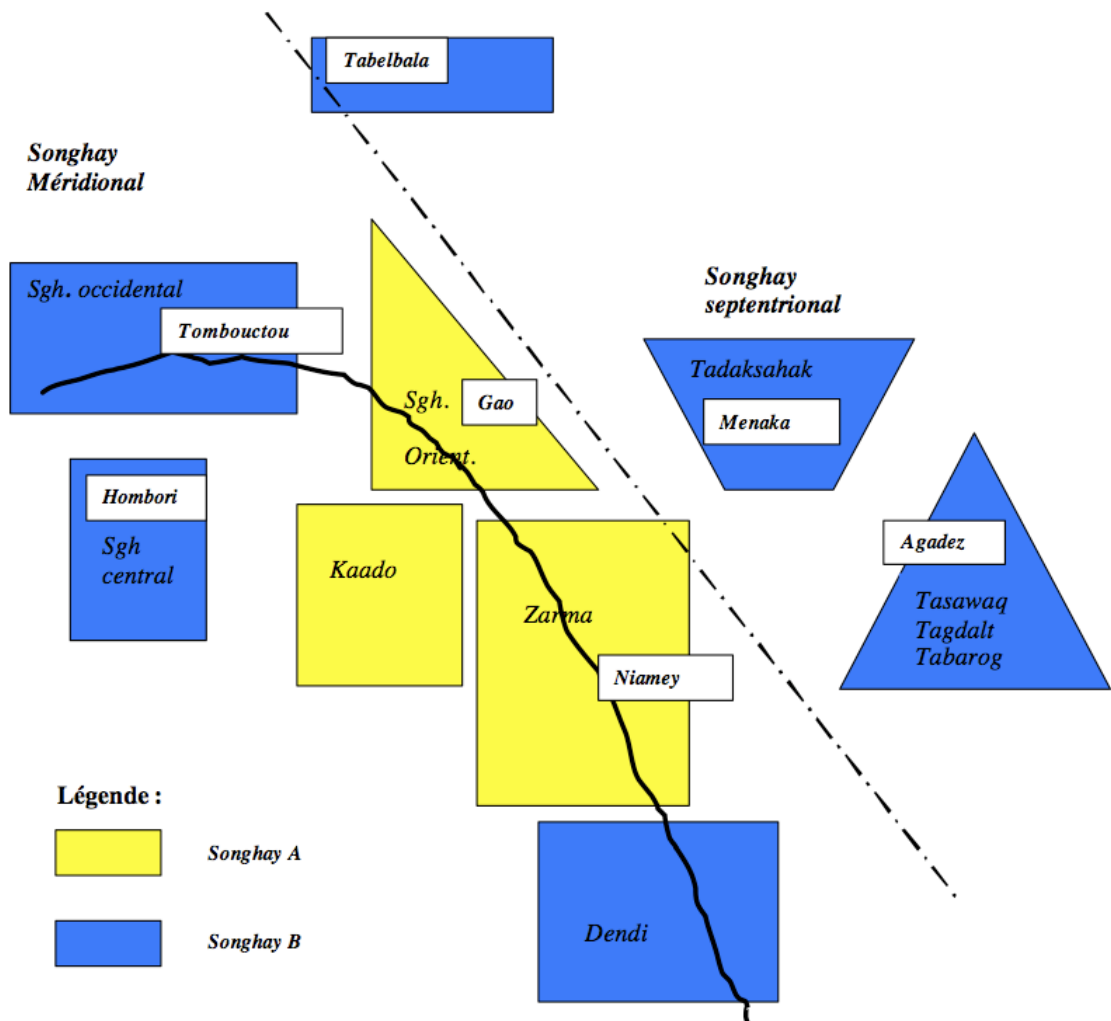 Tabelbala
Songhay
Méridional
Sgh. occidental
Tombouctou
Songhay
septentrional
Tadaksahak
Menaka
Sgh.
Gao
Orient.
Hombori
Sgh
central
Kaado
Zarma
Niamey
Agadez
Tasawaq
Tagdalt
Tabarog
Dendi
Légende :
Songhay A
Songhay B